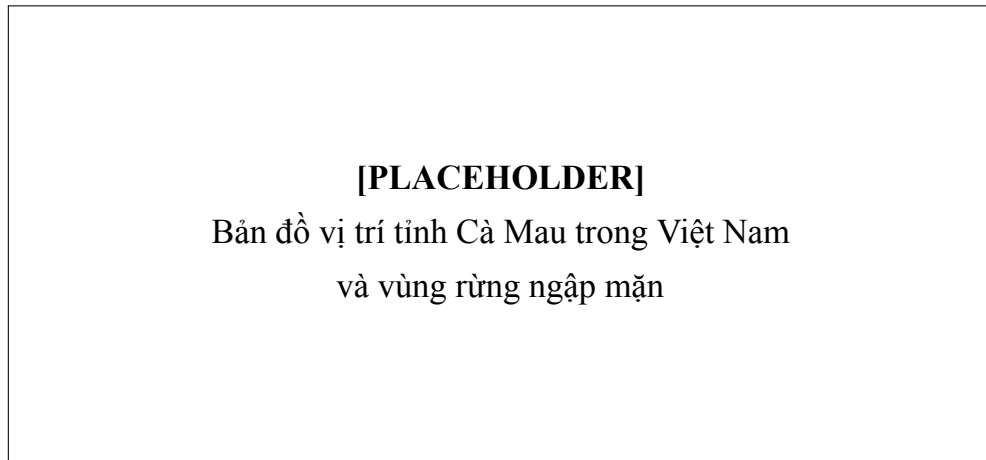 [PLACEHOLDER]
Bản đồ vị trí tỉnh Cà Mau trong Việt Nam
và vùng rừng ngập mặn